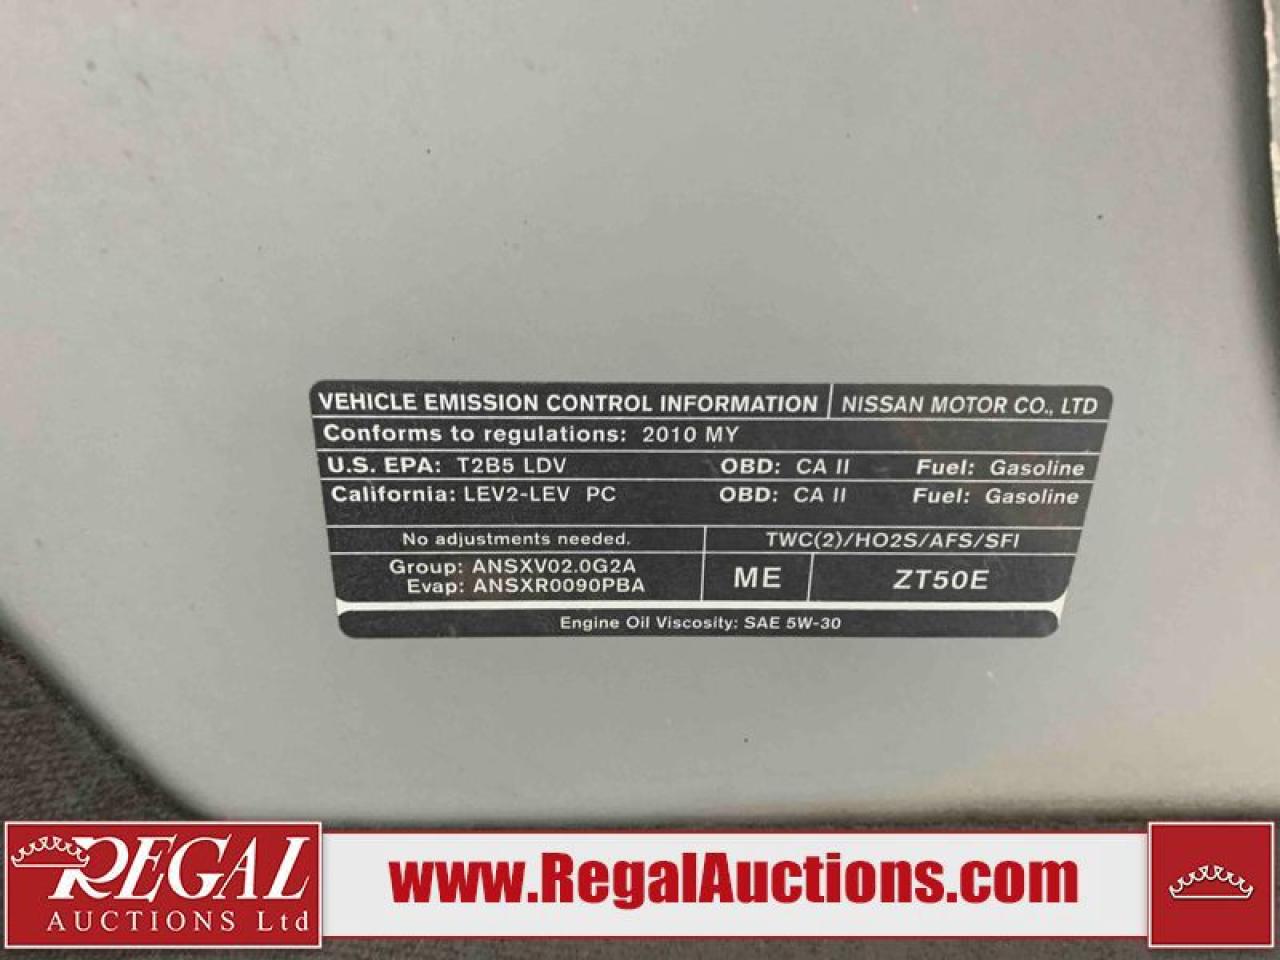 VEHICLE EMISSION CONTROL INFORMATION NISSAN MOTOR CO., LTD
Conforms to regulations: 2010 MY
U.S. EPA: T2B5 LDV OBD: CA II Fuel: Gasoline
California: LEV2-LEV PC OBD: CA II Fuel: Gasoline
No adjustments needed. TWC(2)/HO2S/AFS/SFI
Group: ANSXV02.0G2A
Evap: ANSXR0090PBA
ME ZT50E
Engine Oil Viscosity: SAE 5W-30
REGAL
AUCTIONS Ltd
www.RegalAuctions.com